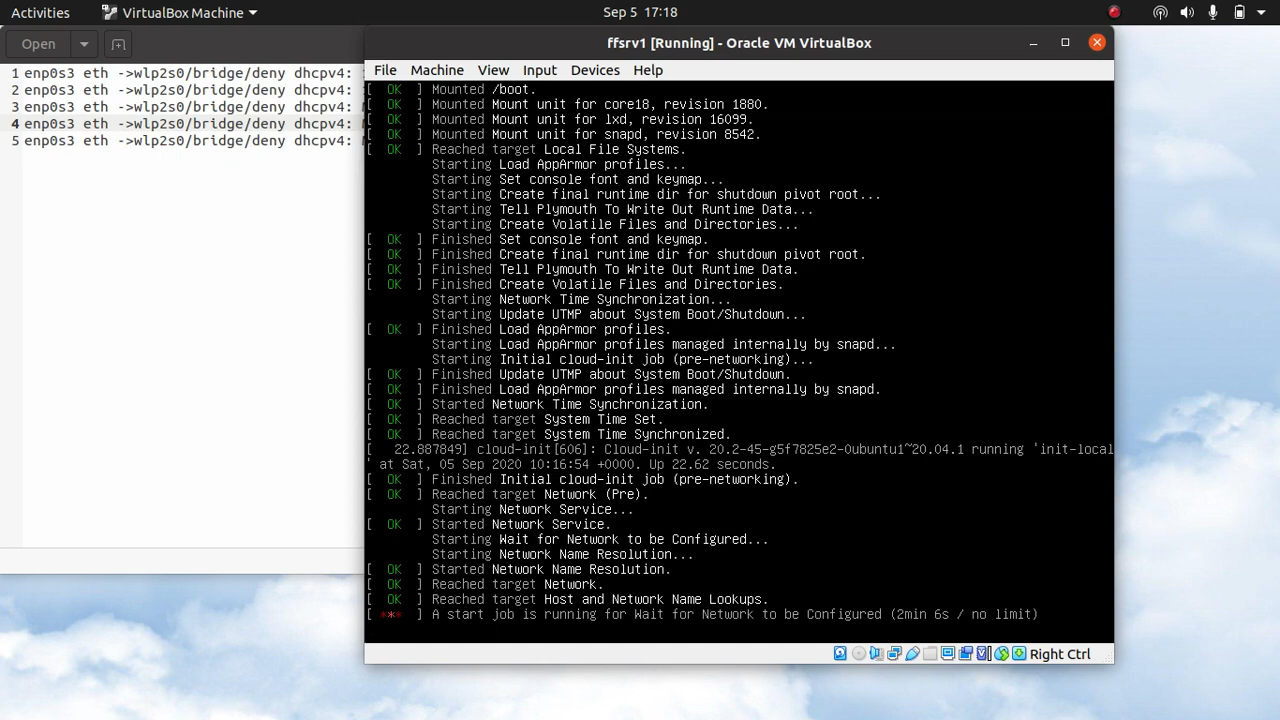 Activities
VirtualBox Machine
Sep 5 17:18
Open
1 enp0s3 eth ->wlp2s0/bridge/deny dhcpv4:
2 enp0s3 eth ->wlp2s0/bridge/deny dhcpv4:
3 enp0s3 eth ->wlp2s0/bridge/deny dhcpv4:
4 enp0s3 eth ->wlp2s0/bridge/deny dhcpv4:
5 enp0s3 eth ->wlp2s0/bridge/deny dhcpv4:
ffsrv1 [Running] - Oracle VM VirtualBox
File Machine View Input Devices Help
[ OK ] Mounted /boot.
[ OK ] Mounted Mount unit for core18, revision 1880.
[ OK ] Mounted Mount unit for lxd, revision 16099.
[ OK ] Mounted Mount unit for snapd, revision 8542.
[ OK ] Reached target Local File Systems.
Starting Load AppArmor profiles...
Starting Set console font and keymap...
Starting Create final runtime dir for shutdown pivot root...
Starting Tell Plymouth To Write Out Runtime Data...
Starting Create Volatile Files and Directories...
[ OK ] Finished Set console font and keymap.
[ OK ] Finished Create final runtime dir for shutdown pivot root.
[ OK ] Finished Tell Plymouth To Write Out Runtime Data.
[ OK ] Finished Create Volatile Files and Directories.
Starting Network Time Synchronization...
Starting Update UTMP about System Boot/Shutdown...
[ OK ] Finished Load AppArmor profiles.
Starting Load AppArmor profiles managed internally by snapd...
Starting Initial cloud-init job (pre-networking)...
[ OK ] Finished Update UTMP about System Boot/Shutdown.
[ OK ] Finished Load AppArmor profiles managed internally by snapd.
[ OK ] Started Network Time Synchronization.
[ OK ] Reached target System Time Set.
[ OK ] Reached target System Time Synchronized.
[ 22.887849] cloud-init[606]: Cloud-init v. 20.2-45-g5f7825e2-0ubuntu1~20.04.1 running 'init-local
' at Sat, 05 Sep 2020 10:16:54 +0000. Up 22.62 seconds.
[ OK ] Finished Initial cloud-init job (pre-networking).
[ OK ] Reached target Network (Pre).
Starting Network Service...
[ OK ] Started Network Service.
Starting Wait for Network to be Configured...
Starting Network Name Resolution...
[ OK ] Started Network Name Resolution.
[ OK ] Reached target Network.
[ OK ] Reached target Host and Network Name Lookups.
[ *** ] A start job is running for Wait for Network to be Configured (2min 6s / no limit)
Right Ctrl